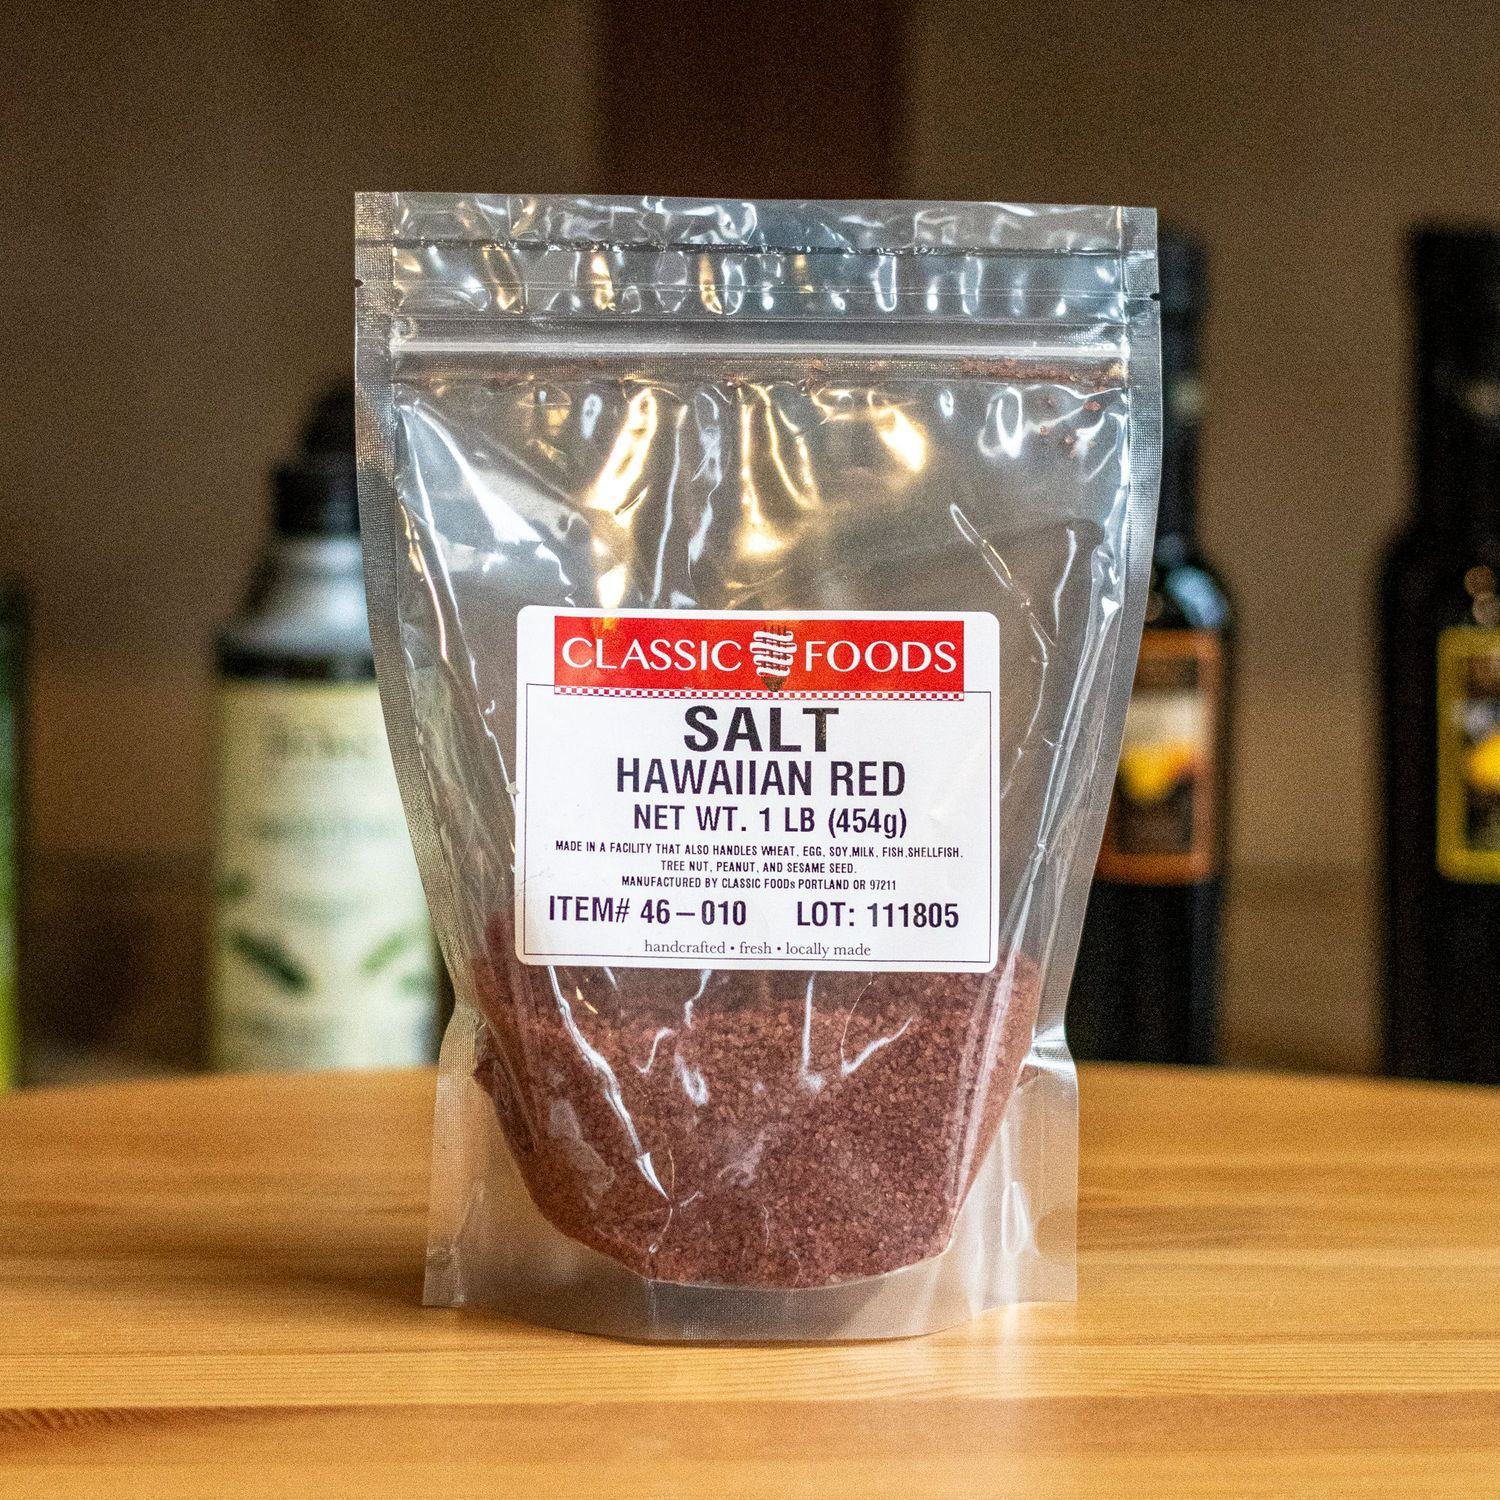 CLASSIC FOODS
SALT
HAWAIIAN RED
NET WT. 1 LB (454g)
MADE IN A FACILITY THAT ALSO HANDLES WHEAT, EGG, SOY,MILK, FISH,SHELLFISH.
TREE NUT, PEANUT, AND SESAME SEED.
MANUFACTURED BY CLASSIC FOODs PORTLAND OR 97211
ITEM# 46-010 LOT: 111805
handcrafted • fresh • locally made